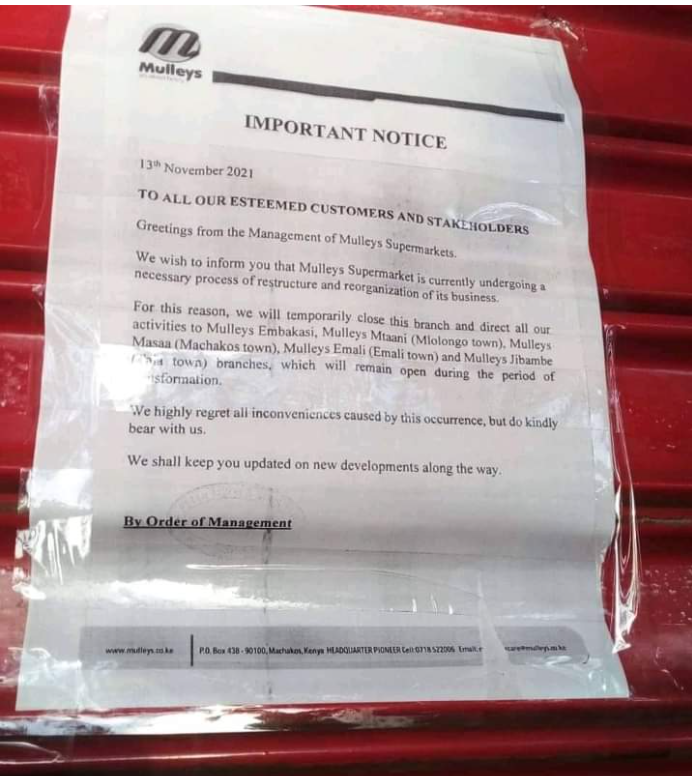 Mulleys
IMPORTANT NOTICE
13th November 2021
TO ALL OUR ESTEEMED CUSTOMERS AND STAKEHOLDERS
Greetings from the Management of Mulleys Supermarkets.
We wish to inform you that Mulleys Supermarket is currently undergoing a
necessary process of restructure and reorganization of its business.
For this reason, we will temporarily close this branch and direct all our
activities to Mulleys Embakasi, Mulleys Mtaani (Mlolongo town), Mulleys
Masaa (Machakos town), Mulleys Emali (Emali town) and Mulleys Jibambe
town) branches, which will remain open during the period of
We highly regret all inconveniences caused by this occurrence, but do kindly
bear with us.
We shall keep you updated on new developments along the way.
By Order of Management
www.mulleys.co.ke P.O. Box 438 - 90100, Machakos, Kenya HEADQUARTER PIONEER Cell:0718 522006 Email: